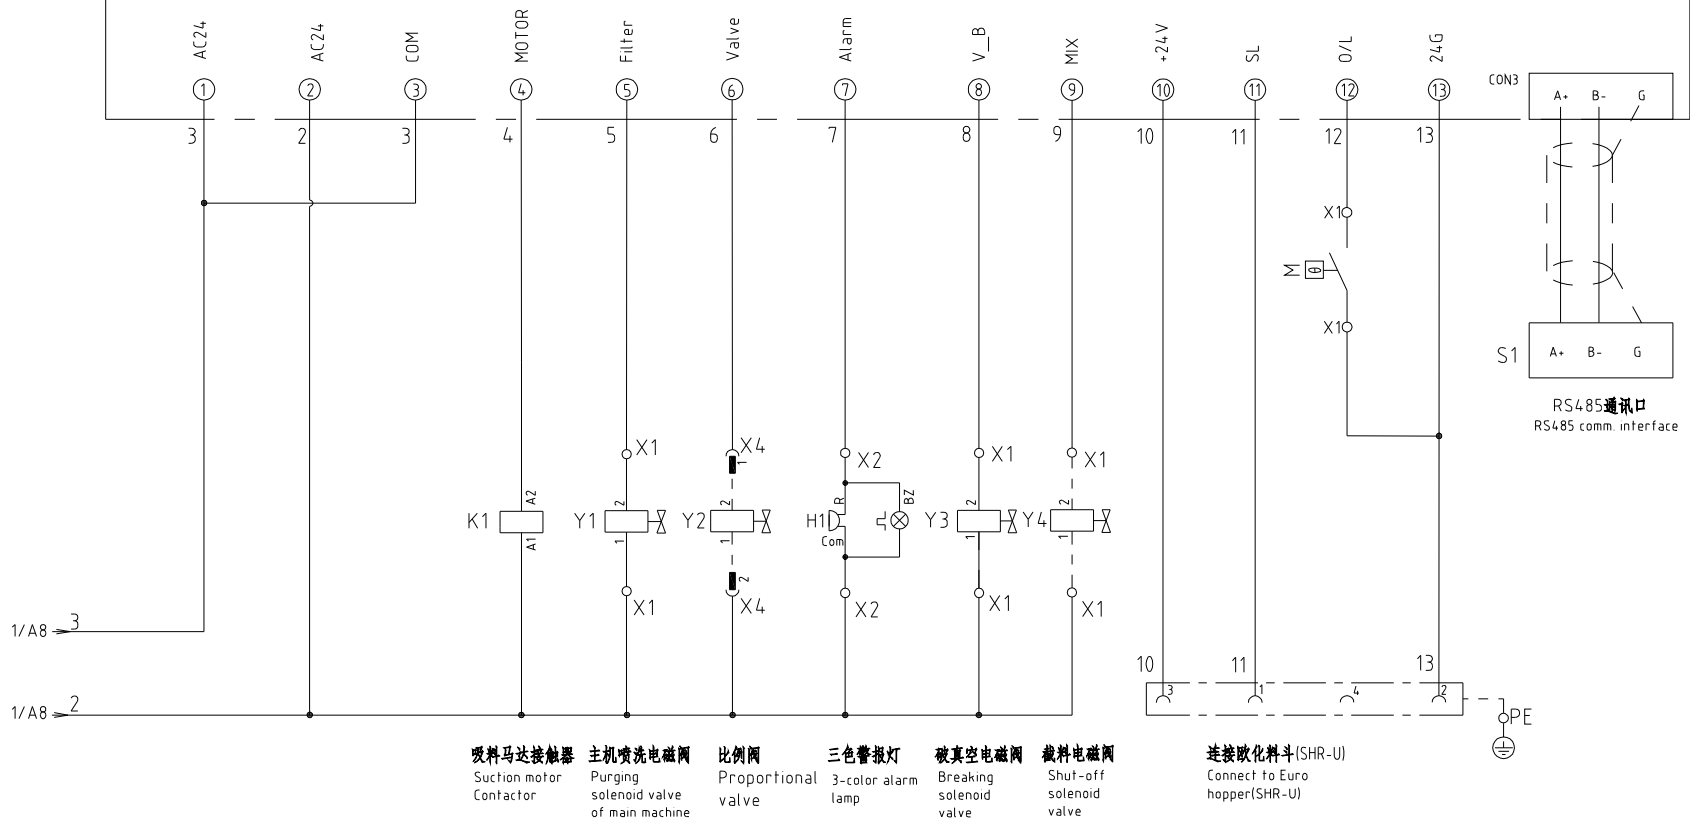 AC24 AC24 COM MOTOR Filter Valve Alarm V_B MIX +24V SL O/L 24G
1 2 3 4 5 6 7 8 9 10 11 12 13
CON3 A+ B- G
3 2 3 4 5 6 7 8 9 10 11 12 13
X1
M θ
X1
S1 A+ B- G
RS485通讯口
RS485 comm. interface
X1 X4 X2 X1 X1
1
A2 2 2 R BZ 2 2
K1 Y1 Y2 H1 Y3 Y4
A1 1 1 Com 1 1
2
X1 X4 X2 X1 X1
1/A8 3
10 11 13
3 1 4 2
1/A8 2
PE
吸料马达接触器
Suction motor
Contactor
主机喷洗电磁阀
Purging
solenoid valve
of main machine
比例阀
Proportional
valve
三色警报灯
3-color alarm
lamp
破真空电磁阀
Breaking
solenoid
valve
截料电磁阀
Shut-off
solenoid
valve
连接欧化料斗(SHR-U)
Connect to Euro
hopper(SHR-U)